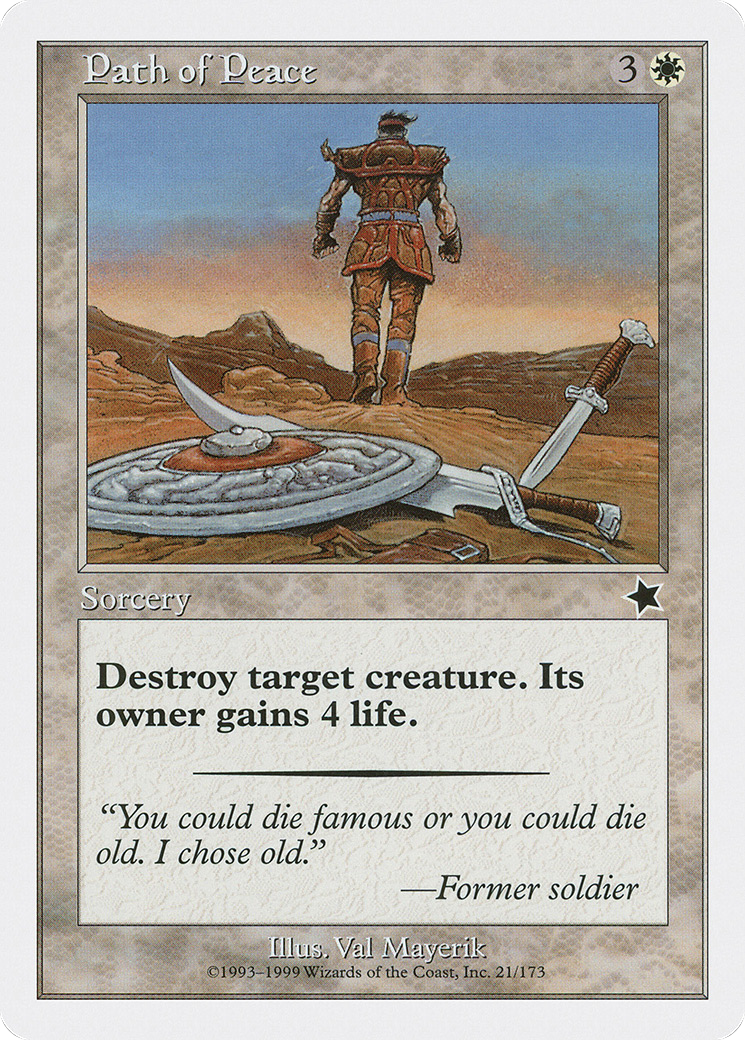 Path of Peace 3
Sorcery
Destroy target creature. Its
owner gains 4 life.
“You could die famous or you could die
old. I chose old.”
—Former soldier
Illus. Val Mayerik
©1993–1999 Wizards of the Coast, Inc. 21/173